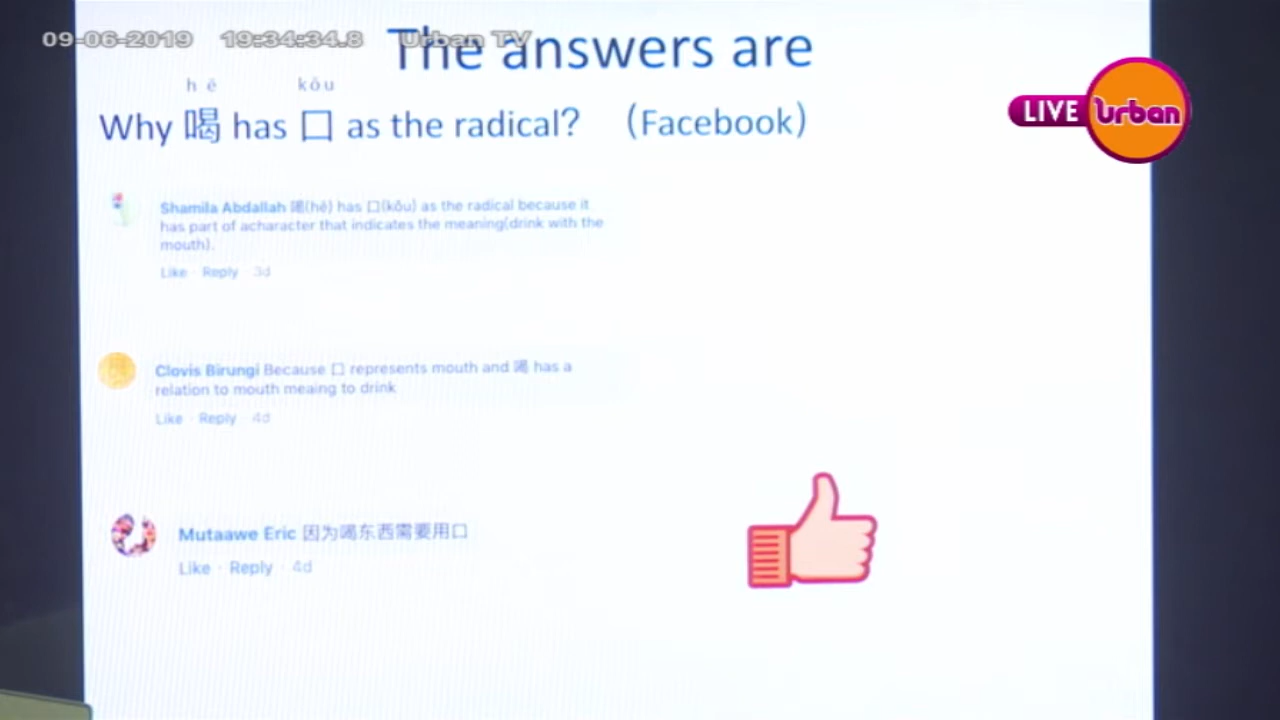 09-06-2019 19:34:34.8 Urban TV
The answers are
LIVE Urban
hē kǒu
Why 喝 has 口 as the radical? (Facebook)
Shamila Abdallah 喝(hē) has 口(kǒu) as the radical because it
has part of acharacter that indicates the meaning(drink with the
mouth).
Like · Reply · 3d
Clovis Birungi Because 口 represents mouth and 喝 has a
relation to mouth meaing to drink
Like · Reply · 4d
Mutaawe Eric 因为喝东西需要用口
Like · Reply · 4d